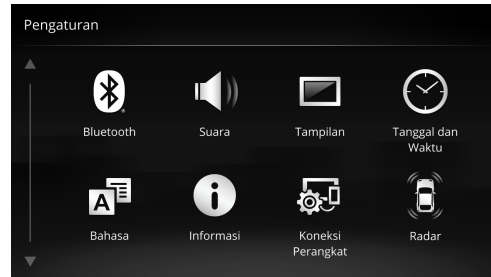 Pengaturan
Bluetooth
Suara
Tampilan
Tanggal dan
Waktu
A
Bahasa
Informasi
Koneksi
Perangkat
Radar